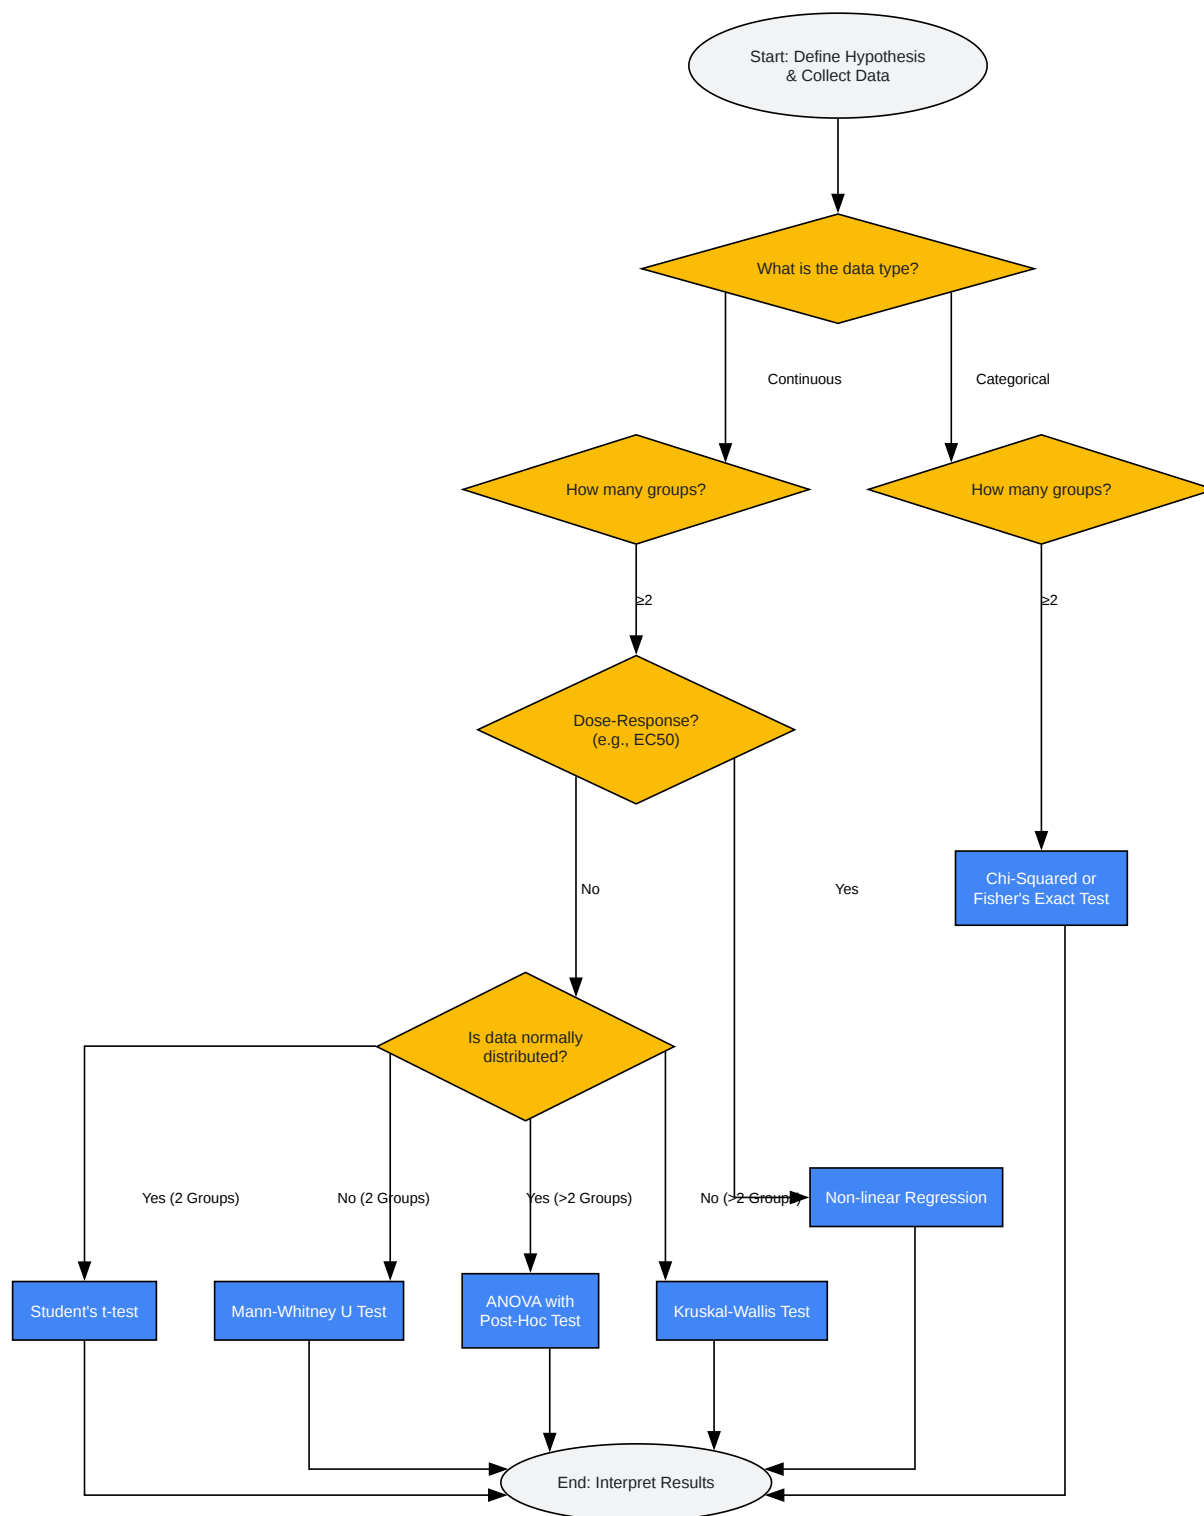 Start: Define Hypothesis
& Collect Data
What is the data type?
Continuous
Categorical
How many groups?
How many groups?
≥2
≥2
Dose-Response?
(e.g., EC50)
No
Yes
Chi-Squared or
Fisher's Exact Test
Is data normally
distributed?
Yes (2 Groups)
No (2 Groups)
Yes (>2 Groups)
No (>2 Groups)
Non-linear Regression
Student's t-test
Mann-Whitney U Test
ANOVA with
Post-Hoc Test
Kruskal-Wallis Test
End: Interpret Results